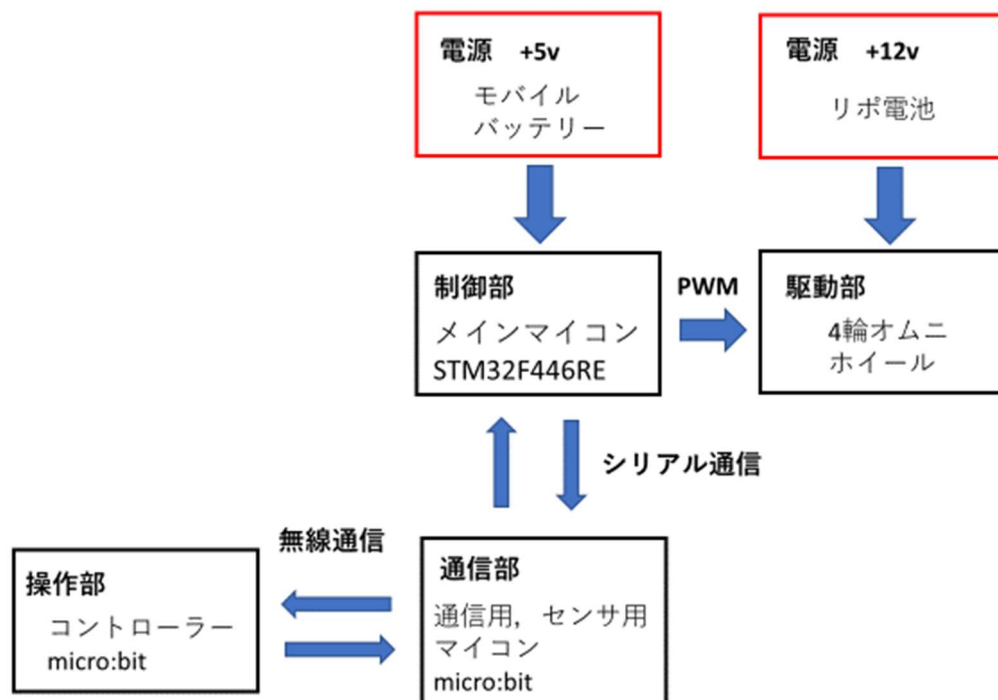 電源 +5v
モバイル
バッテリー
電源 +12v
リポ電池
制御部
メインマイコン
STM32F446RE
PWM
駆動部
4輪オムニ
ホイール
シリアル通信
無線通信
操作部
コントローラー
micro:bit
通信部
通信用，センサ用
マイコン
micro:bit